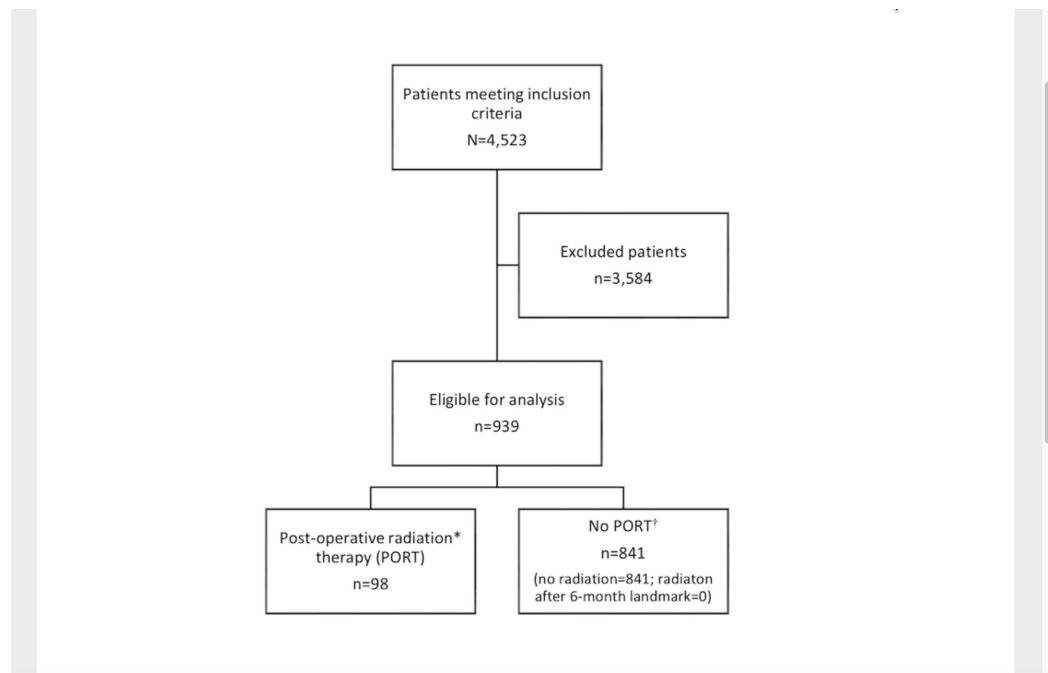 Patients meeting inclusion
criteria
N=4,523
Excluded patients
n=3,584
Eligible for analysis
n=939
Post-operative radiation*
therapy (PORT)
n=98
No PORT†
n=841
(no radiation=841; radiaton
after 6-month landmark=0)